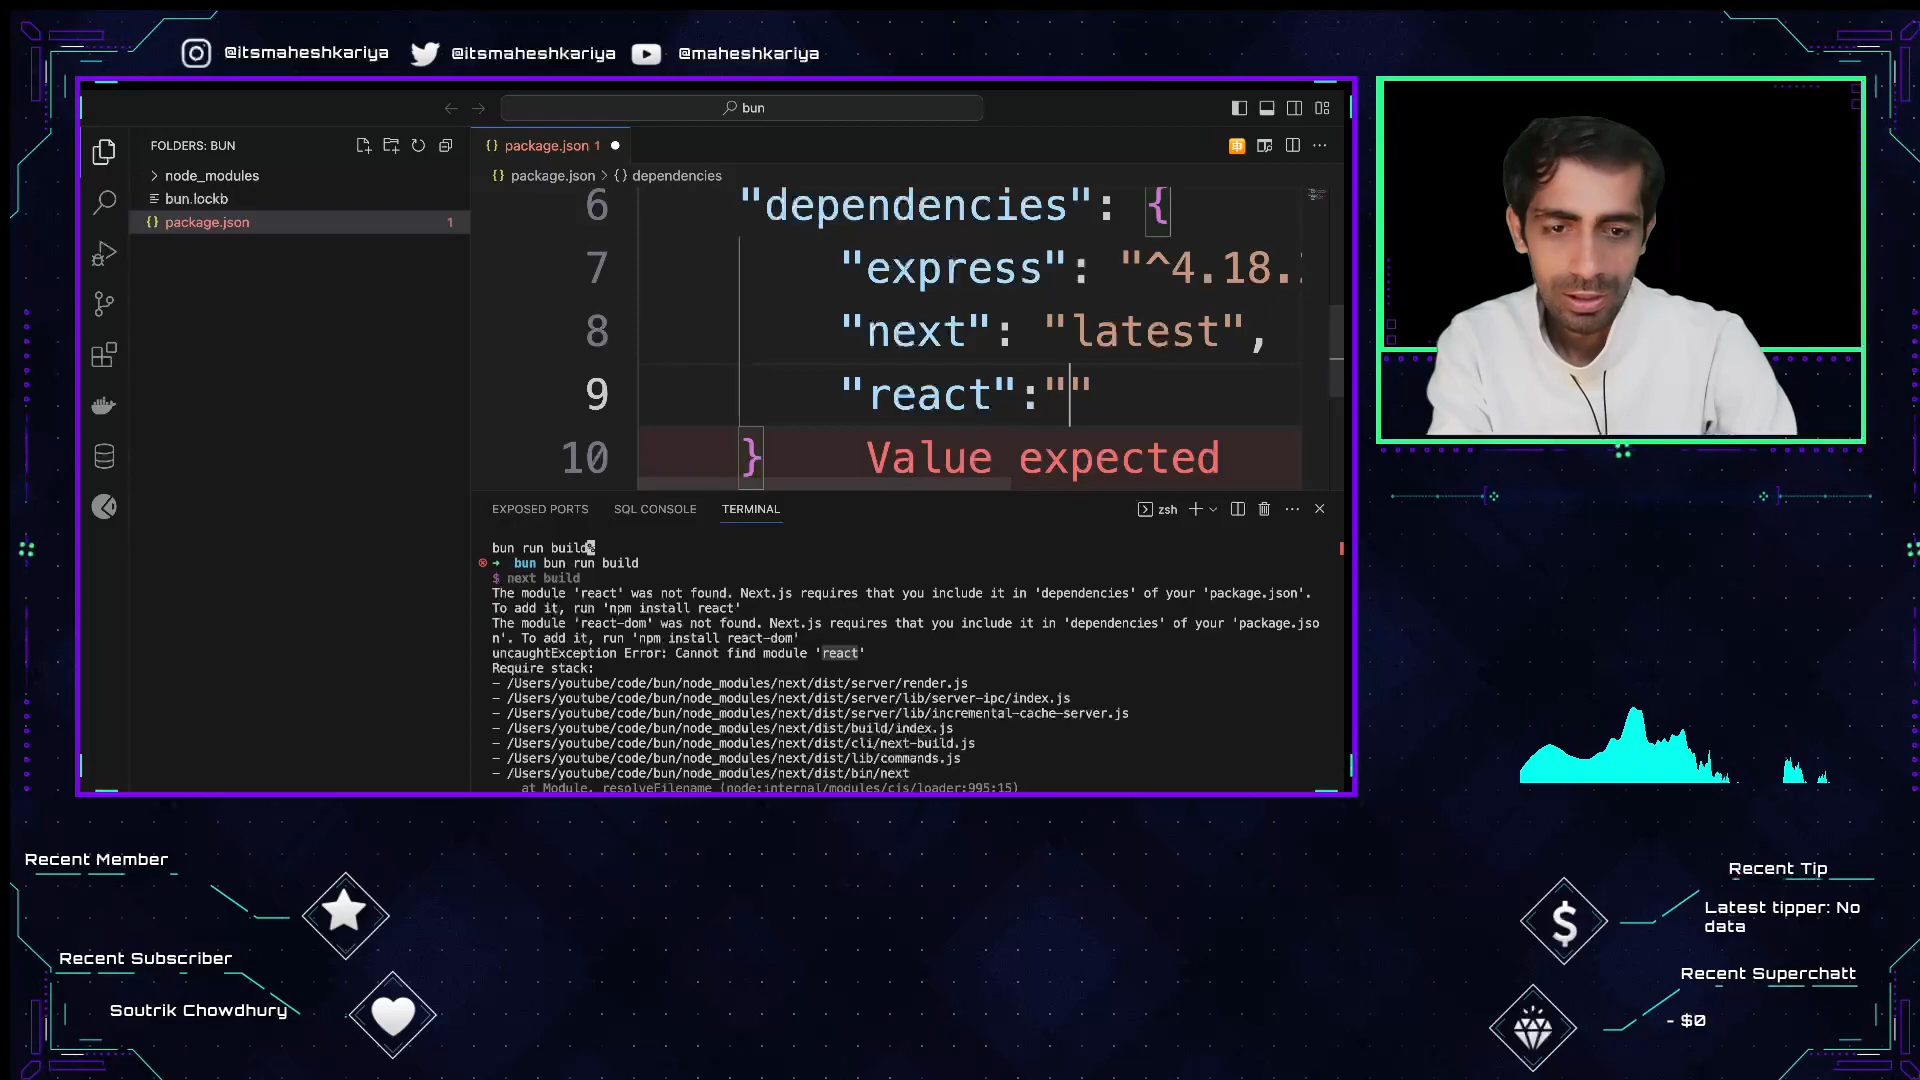 @itsmaheshkariya @itsmaheshkariya @maheshkariya
bun
FOLDERS: BUN
node_modules
bun.lockb
package.json 1
package.json 1
package.json > {} dependencies
6 "dependencies": {
7 "express": "^4.18.
8 "next": "latest",
9 "react":""
10 } Value expected
EXPOSED PORTS SQL CONSOLE TERMINAL
zsh
bun run build%
→ bun bun run build
$ next build
The module 'react' was not found. Next.js requires that you include it in 'dependencies' of your 'package.json'.
To add it, run 'npm install react'
The module 'react-dom' was not found. Next.js requires that you include it in 'dependencies' of your 'package.jso
n'. To add it, run 'npm install react-dom'
uncaughtException Error: Cannot find module 'react'
Require stack:
- /Users/youtube/code/bun/node_modules/next/dist/server/render.js
- /Users/youtube/code/bun/node_modules/next/dist/server/lib/server-ipc/index.js
- /Users/youtube/code/bun/node_modules/next/dist/server/lib/incremental-cache-server.js
- /Users/youtube/code/bun/node_modules/next/dist/build/index.js
- /Users/youtube/code/bun/node_modules/next/dist/cli/next-build.js
- /Users/youtube/code/bun/node_modules/next/dist/lib/commands.js
- /Users/youtube/code/bun/node_modules/next/dist/bin/next
at Module._resolveFilename (node:internal/modules/cjs/loader:995:15)
Recent Member
Recent Subscriber
Soutrik Chowdhury
Recent Tip
Latest tipper: No
data
Recent Superchatt
- $0